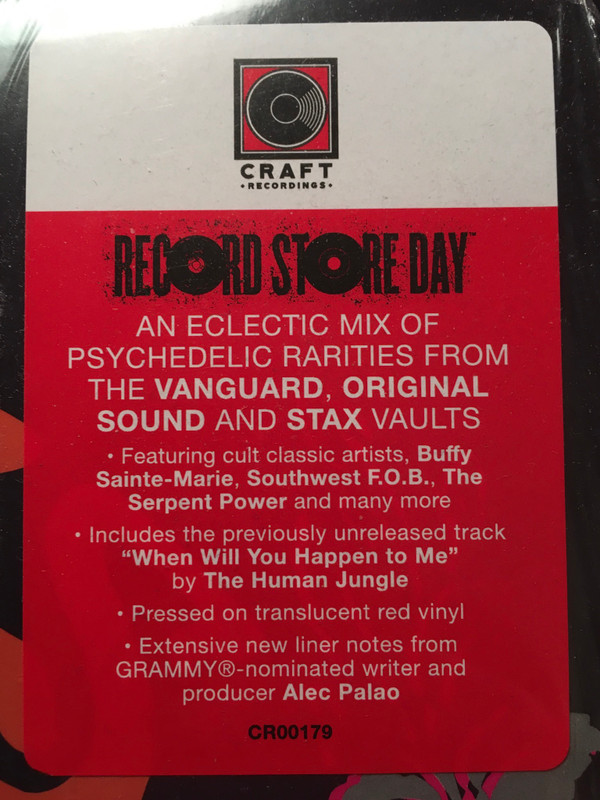 CRAFT
•RECORDINGS•
RECORD STORE DAY™
AN ECLECTIC MIX OF
PSYCHEDELIC RARITIES FROM
THE VANGUARD, ORIGINAL
SOUND AND STAX VAULTS
• Featuring cult classic artists, Buffy
Sainte-Marie, Southwest F.O.B., The
Serpent Power and many more
• Includes the previously unreleased track
“When Will You Happen to Me”
by The Human Jungle
• Pressed on translucent red vinyl
• Extensive new liner notes from
GRAMMY®-nominated writer and
producer Alec Palao
CR00179